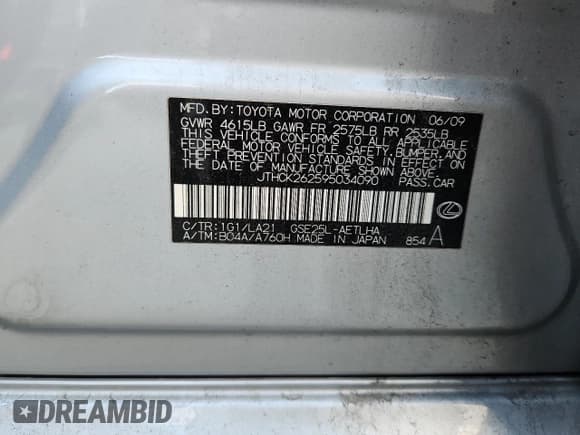 MFD.BY:TOYOTA MOTOR CORPORATION 06/09
GVWR 4615LB GAWR FR 2575LB RR 2535LB
THIS VEHICLE CONFORMS TO ALL APPLICABLE
FEDERAL MOTOR VEHICLE SAFETY,BUMPER AND
THEFT PREVENTION STANDARDS IN EFFECT ON
THE DATE OF MANUFACTURE SHOWN ABOVE.
JTHCK262595034090 PASS.CAR
C/TR:1G1/LA21 GSE25L-AETLHA
A/TM:B04A/A760H MADE IN JAPAN 854 A
DREAMBID